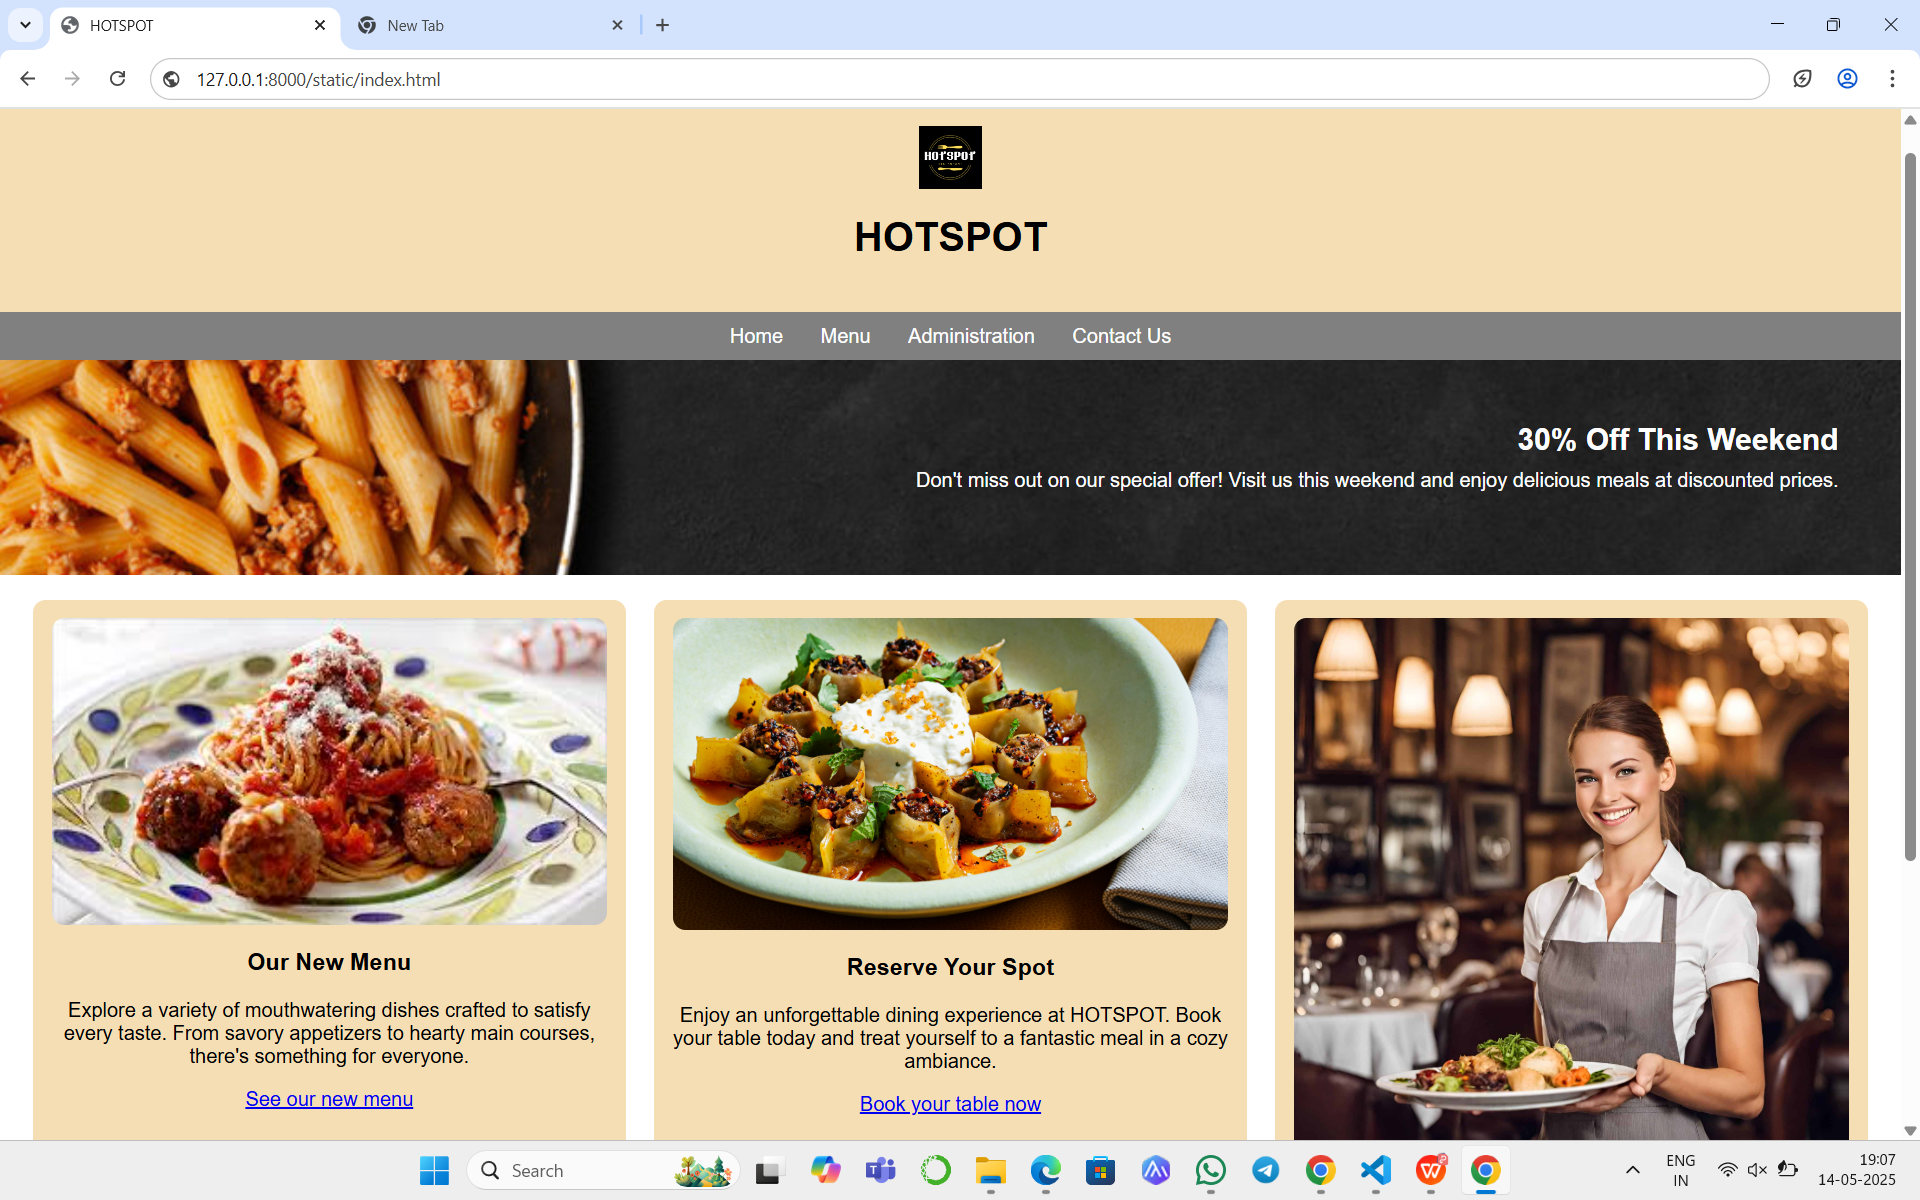 HOTSPOT
New Tab
127.0.0.1:8000/static/index.html
HOTSPOT
HOTSPOT
Home Menu Administration Contact Us
30% Off This Weekend
Don't miss out on our special offer! Visit us this weekend and enjoy delicious meals at discounted prices.
Our New Menu
Explore a variety of mouthwatering dishes crafted to satisfy
every taste. From savory appetizers to hearty main courses,
there's something for everyone.
See our new menu
Reserve Your Spot
Enjoy an unforgettable dining experience at HOTSPOT. Book
your table today and treat yourself to a fantastic meal in a cozy
ambiance.
Book your table now
Search
ENG
IN
19:07
14-05-2025